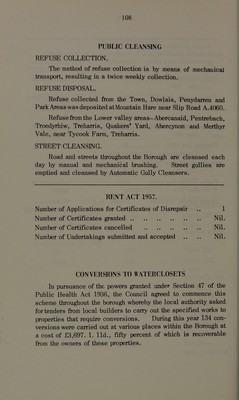 108
PUBLIC CLEANSING
REFUSE COLLECTION.
The method of refuse collection is by means of mechanical
transport, resulting in a twice weekly collection.
REFUSE DISPOSAL.
Refuse collected from the Town, Dowlais, Penydarren and
Park Areas was deposited at Mountain Hare near Slip Road A.4060.
Refuse from the Lower valley areas—Abercanaid, Pentrebach,
Troedyrhiw, Treharris, Quakers' Yard, Abercynon and Merthyr
Vale, near Tycook Farm, Treharris.
STREET CLEANSING.
Road and streets throughout the Borough are cleansed each
day by manual and mechanical brushing. Street gullies are
emptied and cleansed by Automatic Gully Cleansers.
RENT ACT 1957.
Number of Applications for Certificates of Disrepair .. 1
Number of Certificates granted .. .. .. .. .. .. Nil.
Number of Certificates cancelled .. .. .. .. .. Nil.
Number of Undertakings submitted and accepted .. .. Nil.
CONVERSIONS TO WATERCLOSETS
In pursuance of the powers granted under Section 47 of the
Public Health Act 1936, the Council agreed to commence this
scheme throughout the borough whereby the local authority asked
for tenders from local builders to carry out the specified works to
properties that require conversions. During this year 134 con-
versions were carried out at various places within the Borough at
a cost of £3,697. 1. 11d., fifty percent of which is recoverable
from the owners of these properties.